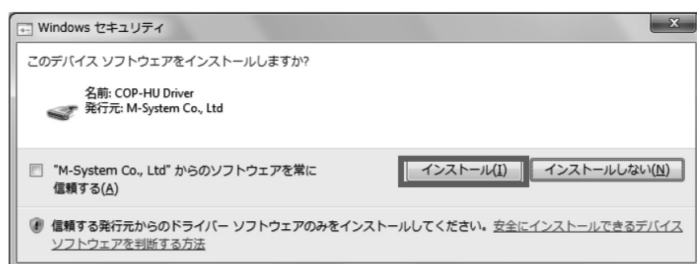 Windows セキュリティ
このデバイス ソフトウェアをインストールしますか?
名前: COP-HU Driver
発行元: M-System Co., Ltd
"M-System Co., Ltd" からのソフトウェアを常に
信頼する(A)
インストール(I)
インストールしない(N)
信頼する発行元からのドライバー ソフトウェアのみをインストールしてください。安全にインストールできるデバイス
ソフトウェアを判断する方法